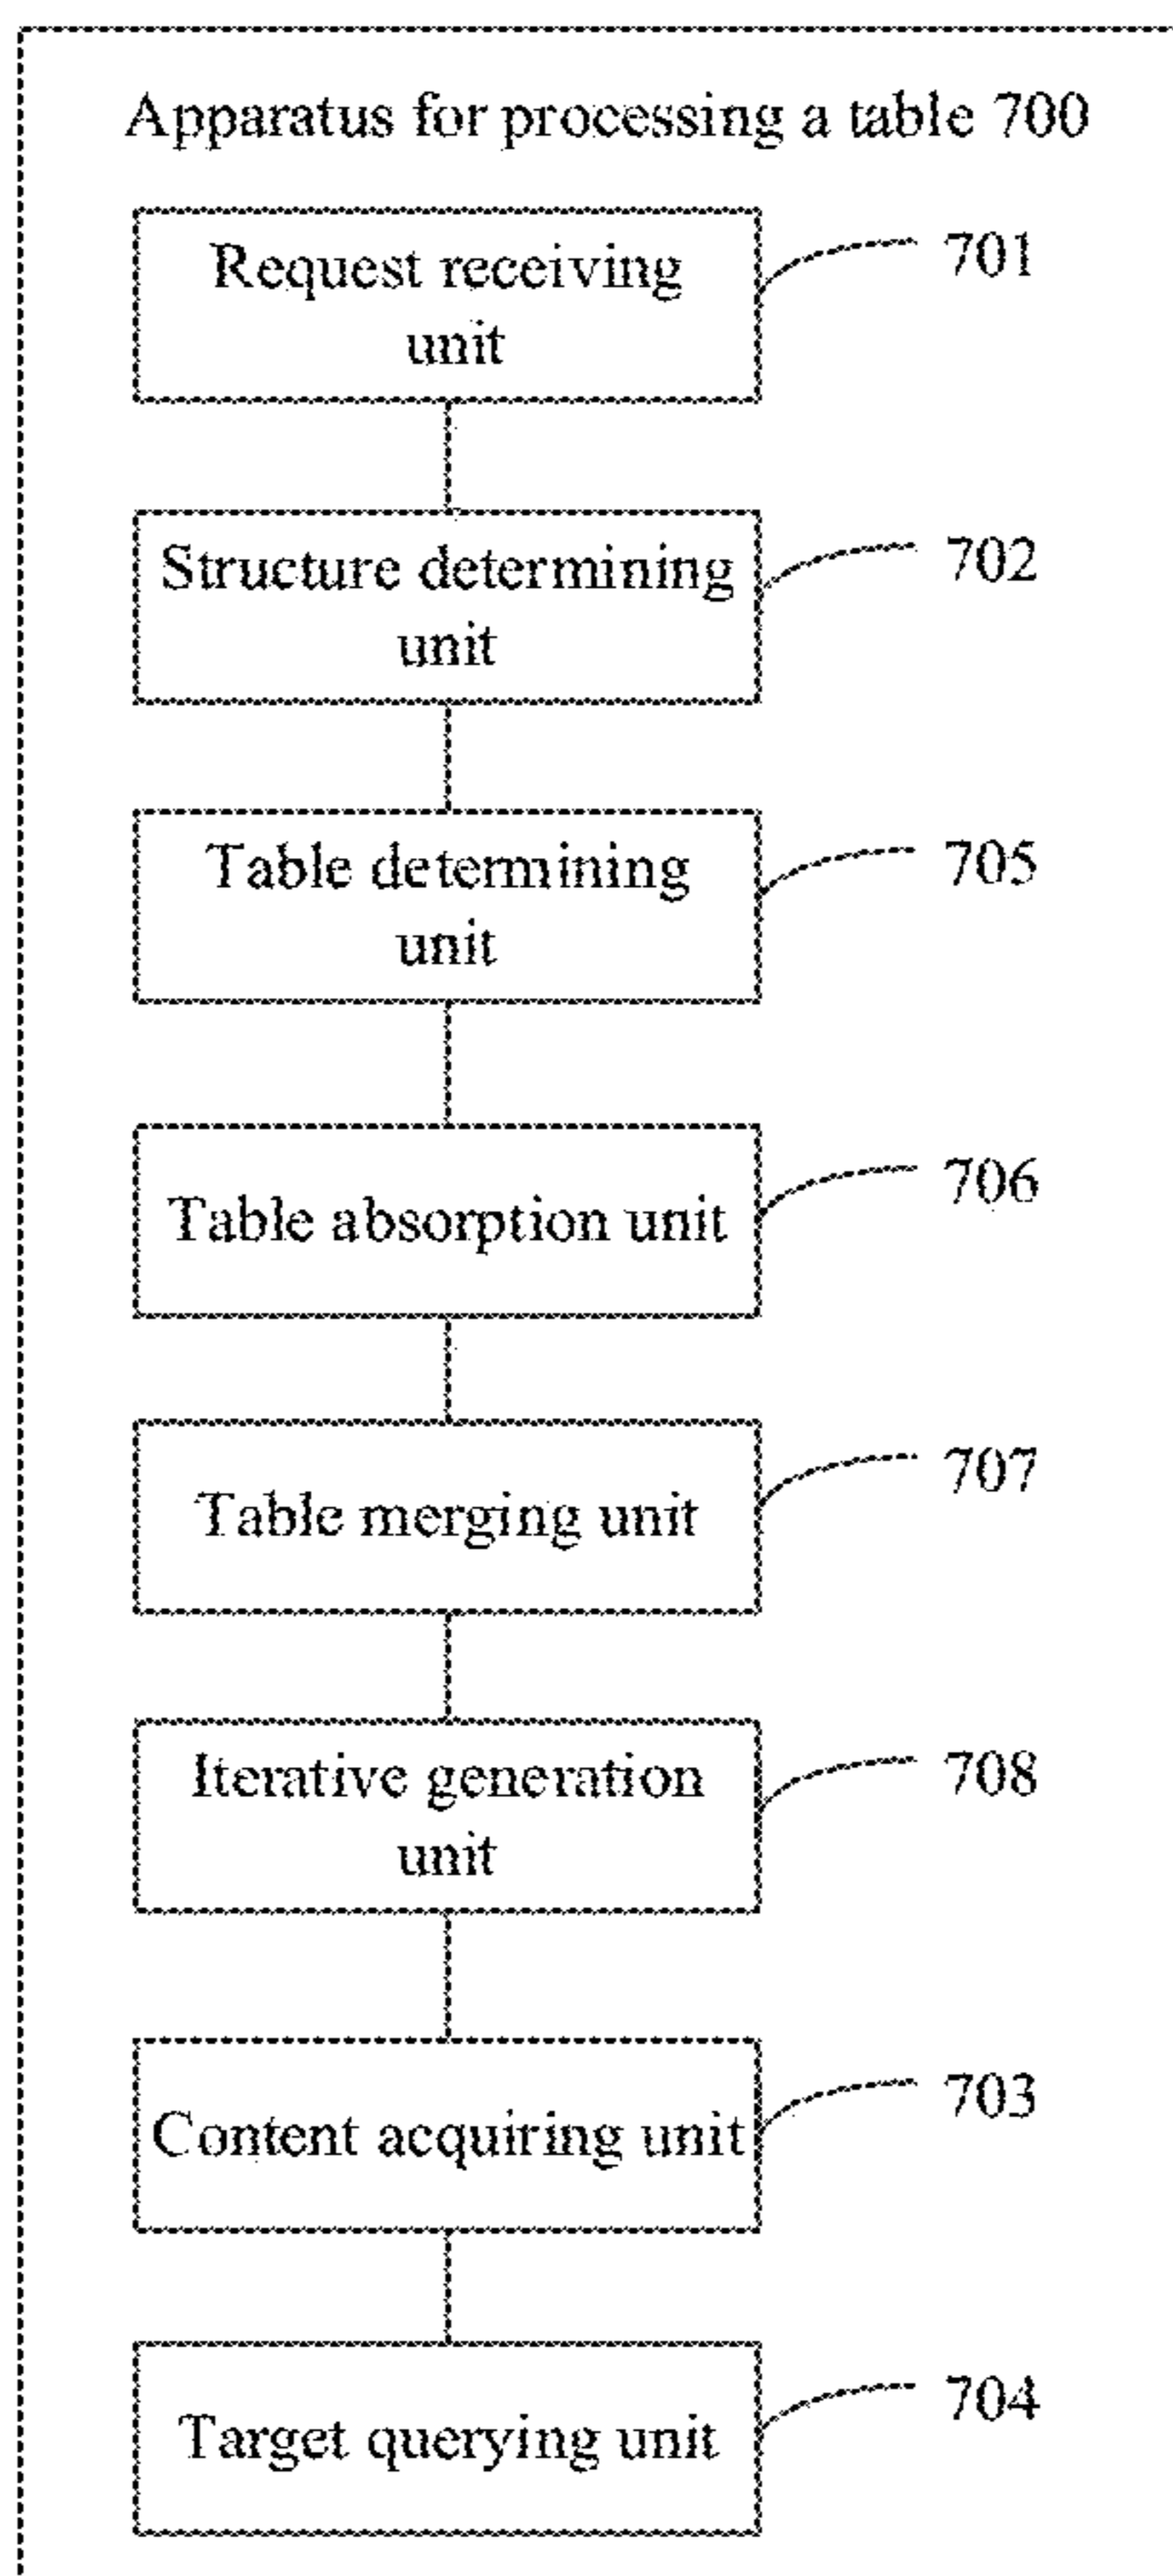 Apparatus for processing a table 700
Request receiving
unit
701
Structure determining
unit
702
Table determining
unit
705
Table absorption unit
706
Table merging unit
707
Iterative generation
unit
708
Content acquiring unit
703
Target querying unit
704